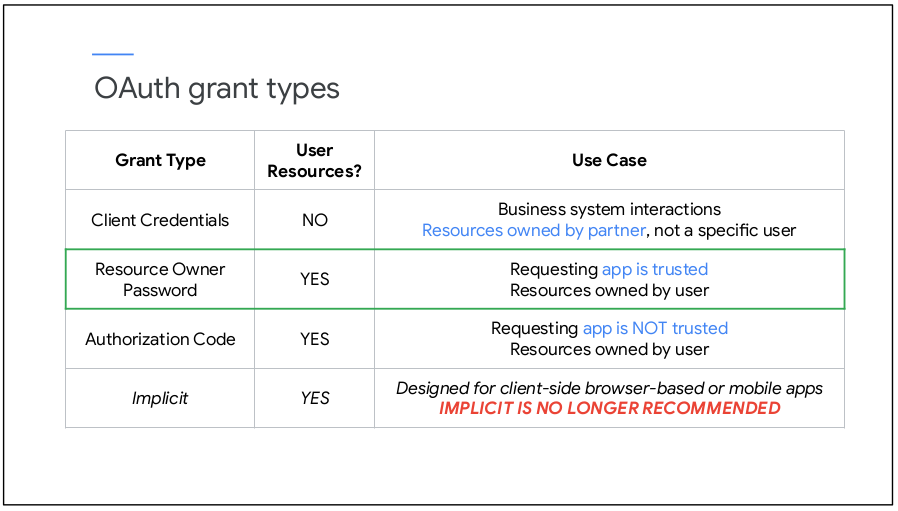 OAuth grant types
Grant Type
User
Resources?
Use Case
Client Credentials
NO
Business system interactions
Resources owned by partner, not a specific user
Resource Owner
Password
YES
Requesting app is trusted
Resources owned by user
Authorization Code
YES
Requesting app is NOT trusted
Resources owned by user
Implicit
YES
Designed for client-side browser-based or mobile apps
IMPLICIT IS NO LONGER RECOMMENDED